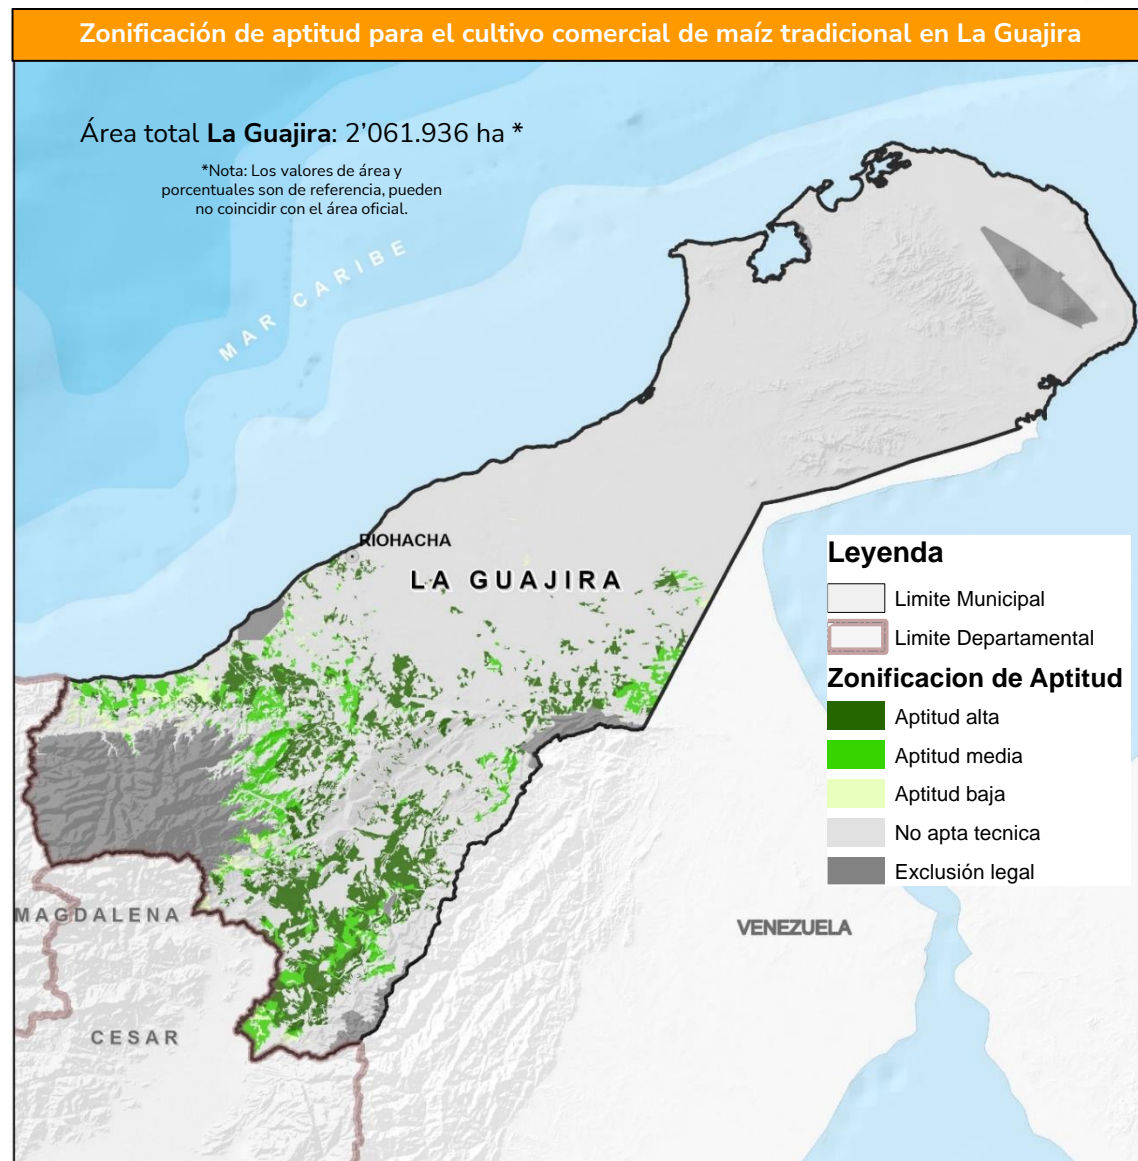 Zonificación de aptitud para el cultivo comercial de maíz tradicional en La Guajira
Área total La Guajira: 2’061.936 ha *
*Nota: Los valores de área y
porcentuales son de referencia, pueden
no coincidir con el área oficial.
MAR CARIBE
RIOHACHA
LA GUAJIRA
Leyenda
Limite Municipal
Limite Departamental
Zonificacion de Aptitud
Aptitud alta
Aptitud media
Aptitud baja
No apta tecnica
Exclusión legal
MAGDALENA
VENEZUELA
CESAR